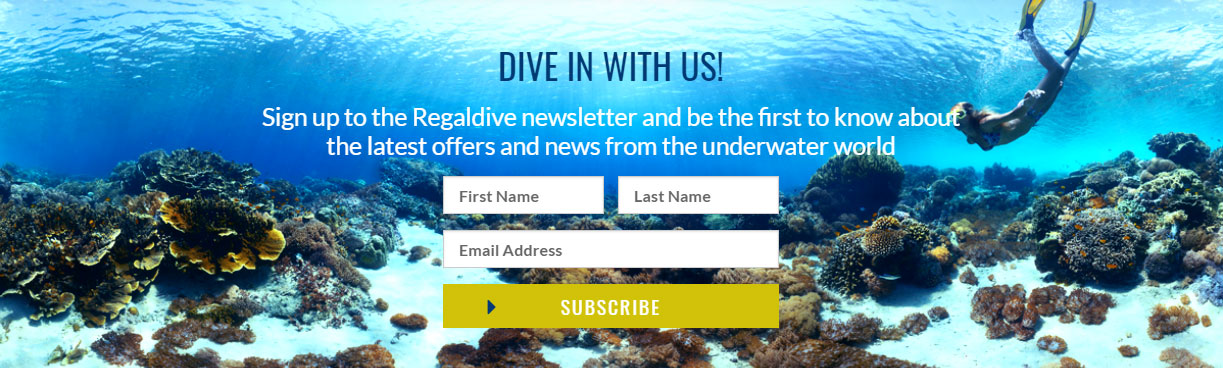 DIVE IN WITH US!
Sign up to the Regaldive newsletter and be the first to know about
the latest offers and news from the underwater world
First Name
Last Name
Email Address
SUBSCRIBE